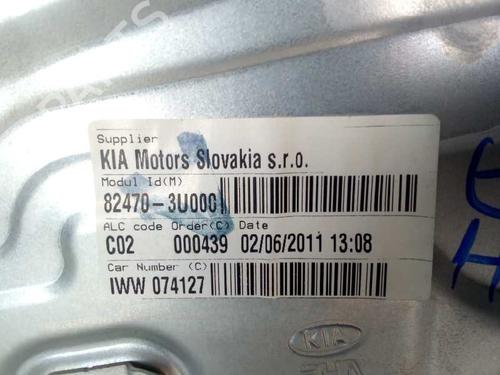 Supplier
KIA Motors Slovakia s.r.o.
Modul Id(M)
82470-3U000
ALC code Order(C) Date
C02 000439 02/06/2011 13:08
Car Number (C)
IWW 074127
KIA